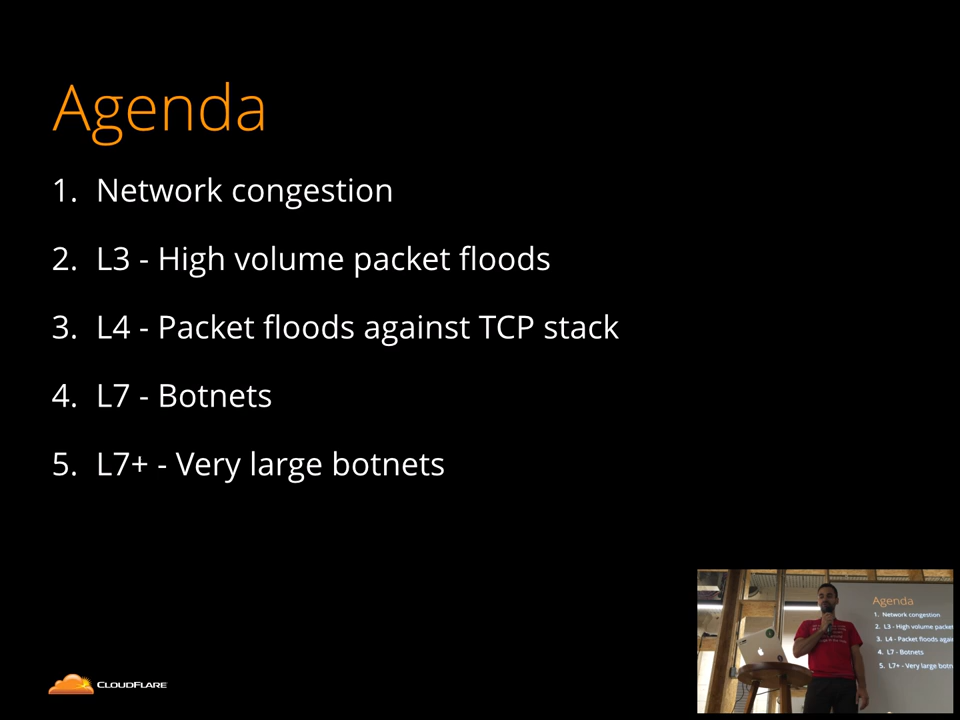 Agenda
1. Network congestion
2. L3 - High volume packet floods
3. L4 - Packet floods against TCP stack
4. L7 - Botnets
5. L7+ - Very large botnets
CLOUDFLARE
Agenda
1. Network congestion
2. L3 - High volume packet
3. L4 - Packet floods agai
4. L7 - Botnets
5. L7+ - Very large botn